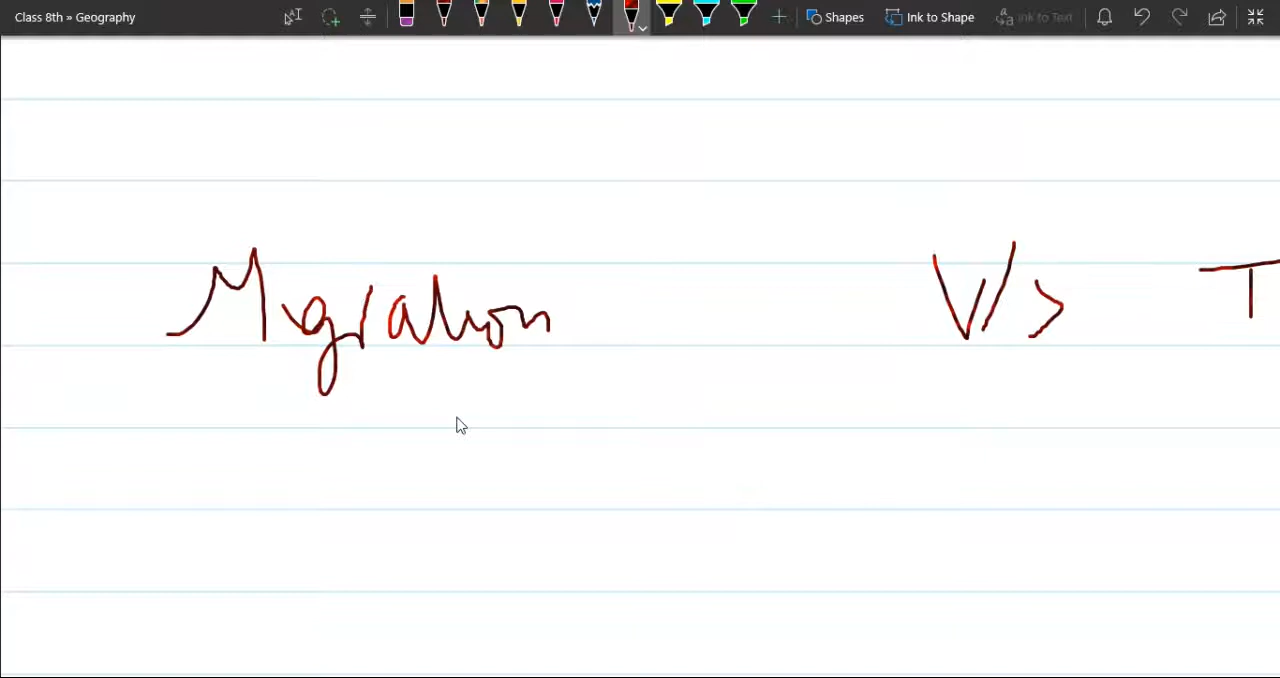 Class 8th » Geography Shapes Ink to Shape Ink to Text
Migration V/s T